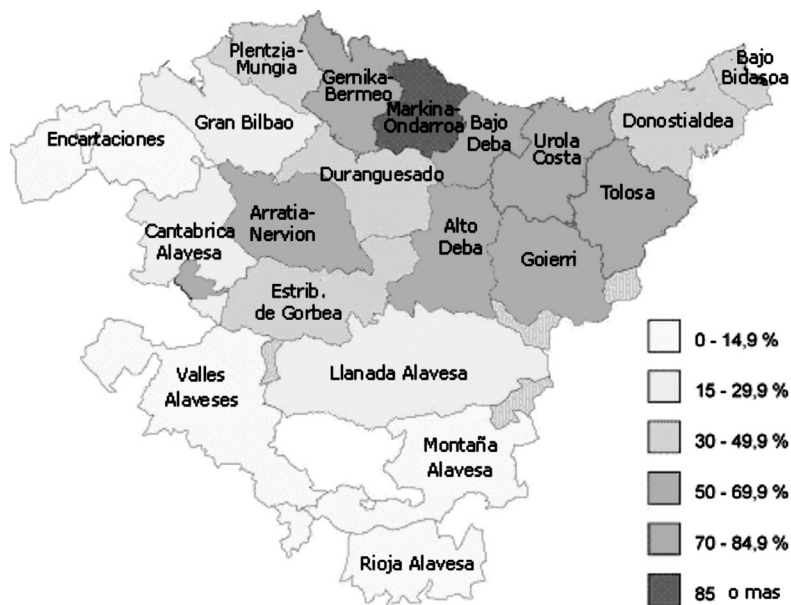 Plentzia-
Mungia
Gernika-
Bermeo
Markina-
Ondarroa
Bajo
Deba
Urola
Costa
Donostialdea
Bajo
Bidasoa
Encartaciones
Gran Bilbao
Duranguesado
Tolosa
Arratia-
Nervion
Cantabrica
Alavesa
Alto
Deba
Goierri
Estrib.
de Gorbea
Valles
Alaveses
Llanada Alavesa
Montaña
Alavesa
Rioja Alavesa
0 - 14,9 %
15 - 29,9 %
30 - 49,9 %
50 - 69,9 %
70 - 84,9 %
85 o mas